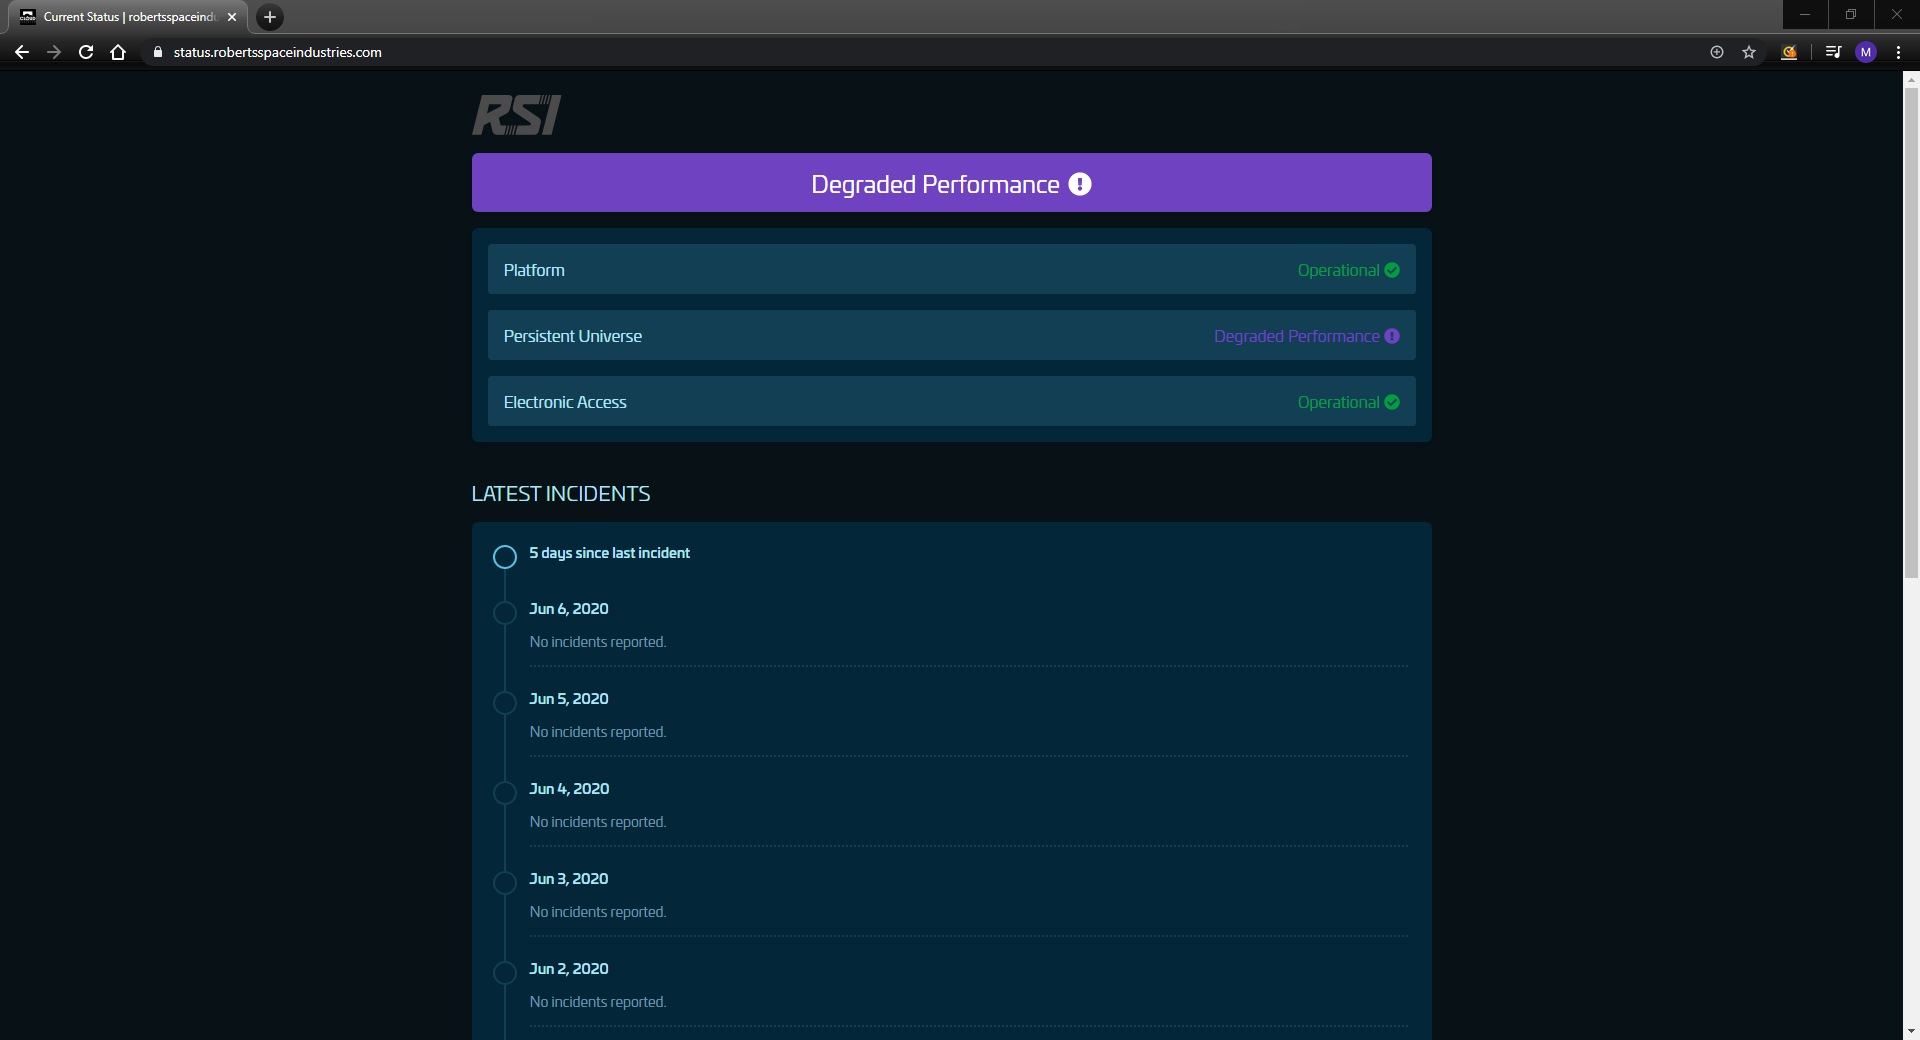 Current Status | robertsspaceindu
status.robertsspaceindustries.com
M
RSI
Degraded Performance
Platform Operational
Persistent Universe Degraded Performance
Electronic Access Operational
LATEST INCIDENTS
5 days since last incident
Jun 6, 2020
No incidents reported.
Jun 5, 2020
No incidents reported.
Jun 4, 2020
No incidents reported.
Jun 3, 2020
No incidents reported.
Jun 2, 2020
No incidents reported.